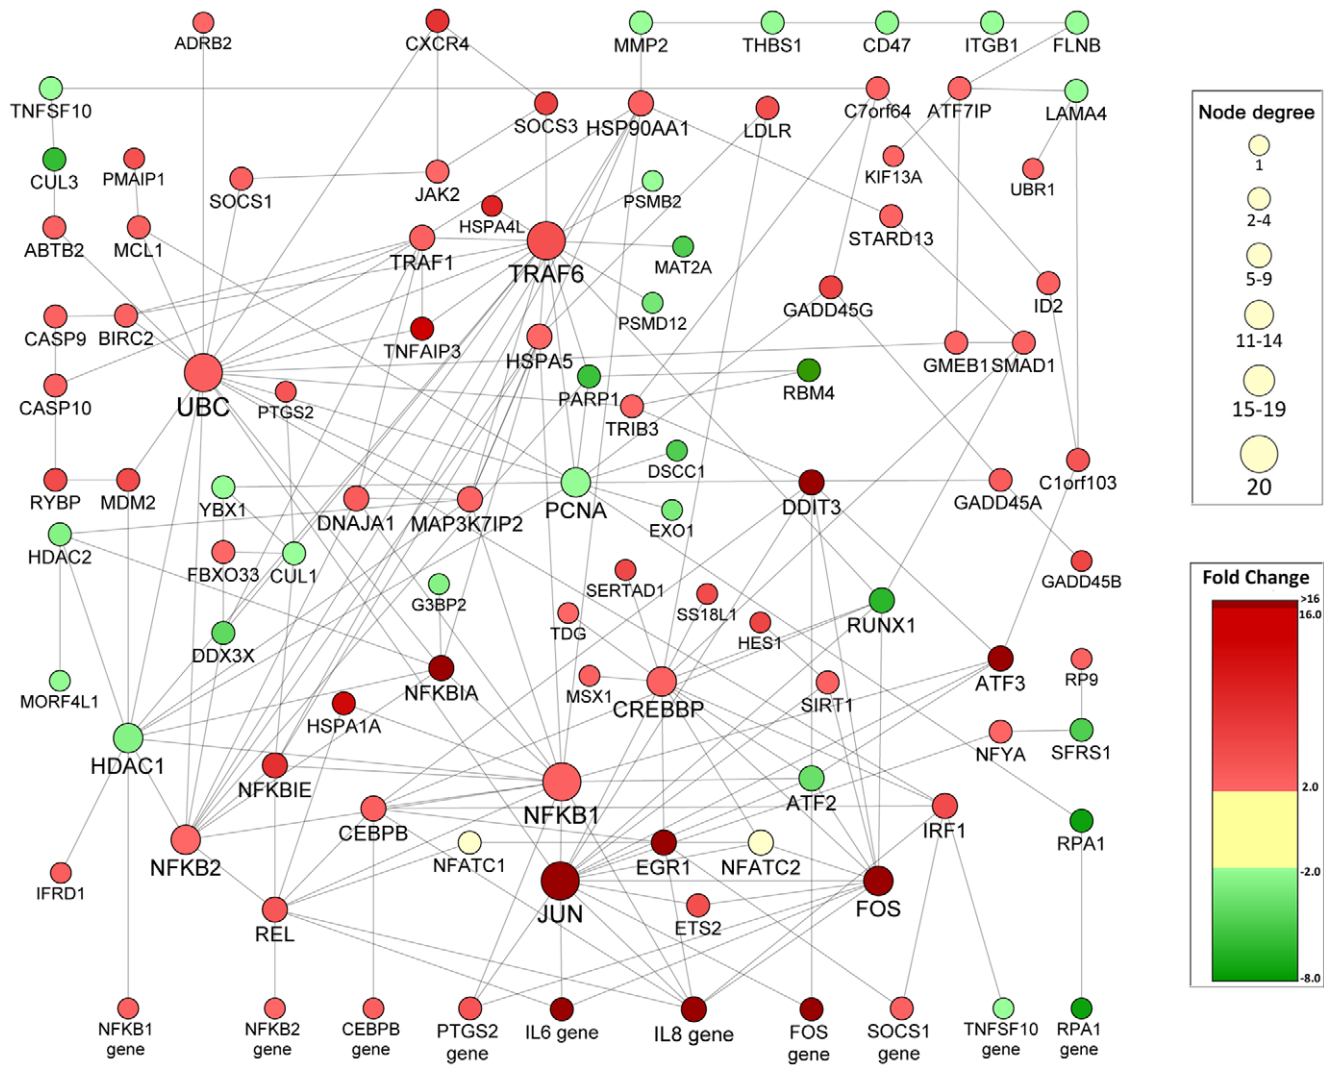 ADRB2
CXCR4
MMP2
THBS1
CD47
ITGB1
FLNB
TNFSF10
SOCS3
HSP90AA1
LDLR
C7orf64
ATF7IP
LAMA4
CUL3
PMAIP1
SOCS1
JAK2
PSMB2
KIF13A
UBR1
ABTB2
MCL1
TRAF1
HSPA4L
TRAF6
MAT2A
STARD13
CASP9
BIRC2
TNFAIP3
HSPA5
PSMD12
GADD45G
ID2
GMEB1
SMAD1
CASP10
UBC
PTGS2
PARP1
TRIB3
RBM4
RYBP
MDM2
YBX1
DNAJA1
MAP3K7IP2
PCNA
DSCC1
EXO1
DDIT3
GADD45A
C1orf103
HDAC2
FBXO33
CUL1
G3BP2
SERTAD1
SS18L1
TDG
HES1
RUNX1
GADD45B
MORF4L1
DDX3X
NFKBIA
HSPA1A
MSX1
CREBBP
SIRT1
ATF3
RP9
NFYA
SFRS1
HDAC1
NFKBIE
CEBPB
NFKB1
ATF2
IRF1
RPA1
IFRD1
NFKB2
NFATC1
EGR1
NFATC2
REL
JUN
ETS2
FOS
NFKB1
gene
NFKB2
gene
CEBPB
gene
PTGS2
gene
IL6 gene
IL8 gene
FOS
gene
SOCS1
gene
TNFSF10
gene
RPA1
gene
Node degree
1
2-4
5-9
11-14
15-19
20
Fold Change
>16
16.0
2.0
-2.0
-8.0